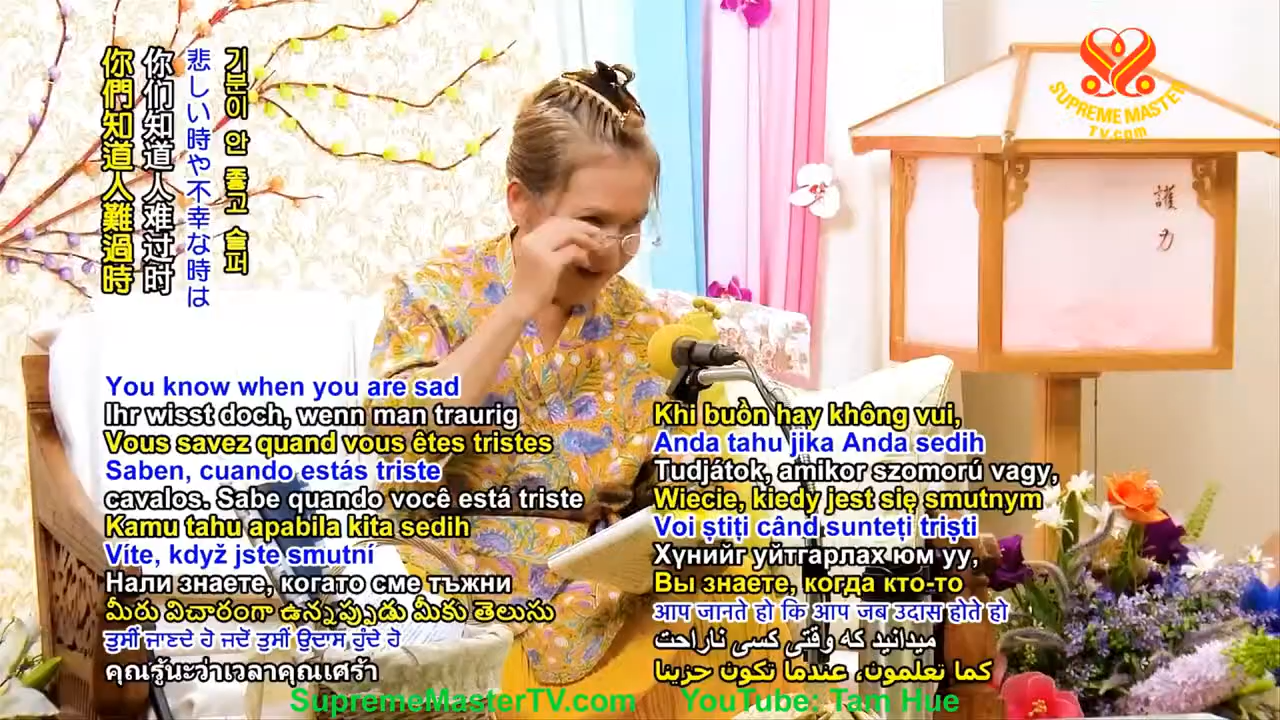 你們知道人難過時
你们知道人难过时
悲しい時や不幸な時は
기분이 안 좋고 슬퍼
SUPREME MASTER
TV.com
護力
You know when you are sad
Ihr wisst doch, wenn man traurig
Vous savez quand vous êtes tristes
Saben, cuando estás triste
cavalos. Sabe quando você está triste
Kamu tahu apabila kita sedih
Víte, když jste smutní
Нали знаете, когато сме тъжни
మీరు విచారంగా ఉన్నప్పుడు మీకు తెలుసు
ਤੁਸੀਂ ਜਾਣਦੇ ਹੋ ਜਦੋਂ ਤੁਸੀਂ ਉਦਾਸ ਹੁੰਦੇ ਹੋ
คุณรู้นะว่าเวลาคุณเศร้า
Khi buồn hay không vui,
Anda tahu jika Anda sedih
Tudjátok, amikor szomorú vagy,
Wiecie, kiedy jest się smutnym
Voi știți când sunteți triști
Хүнийг уйтгарлах юм уу,
Вы знаете, когда кто-то
आप जानते हो कि आप जब उदास होते हो
میدانید که وقتی کسی ناراحت
كما تعلمون، عندما تكون حزينا
SupremeMasterTV.com YouTube: Tam Hue